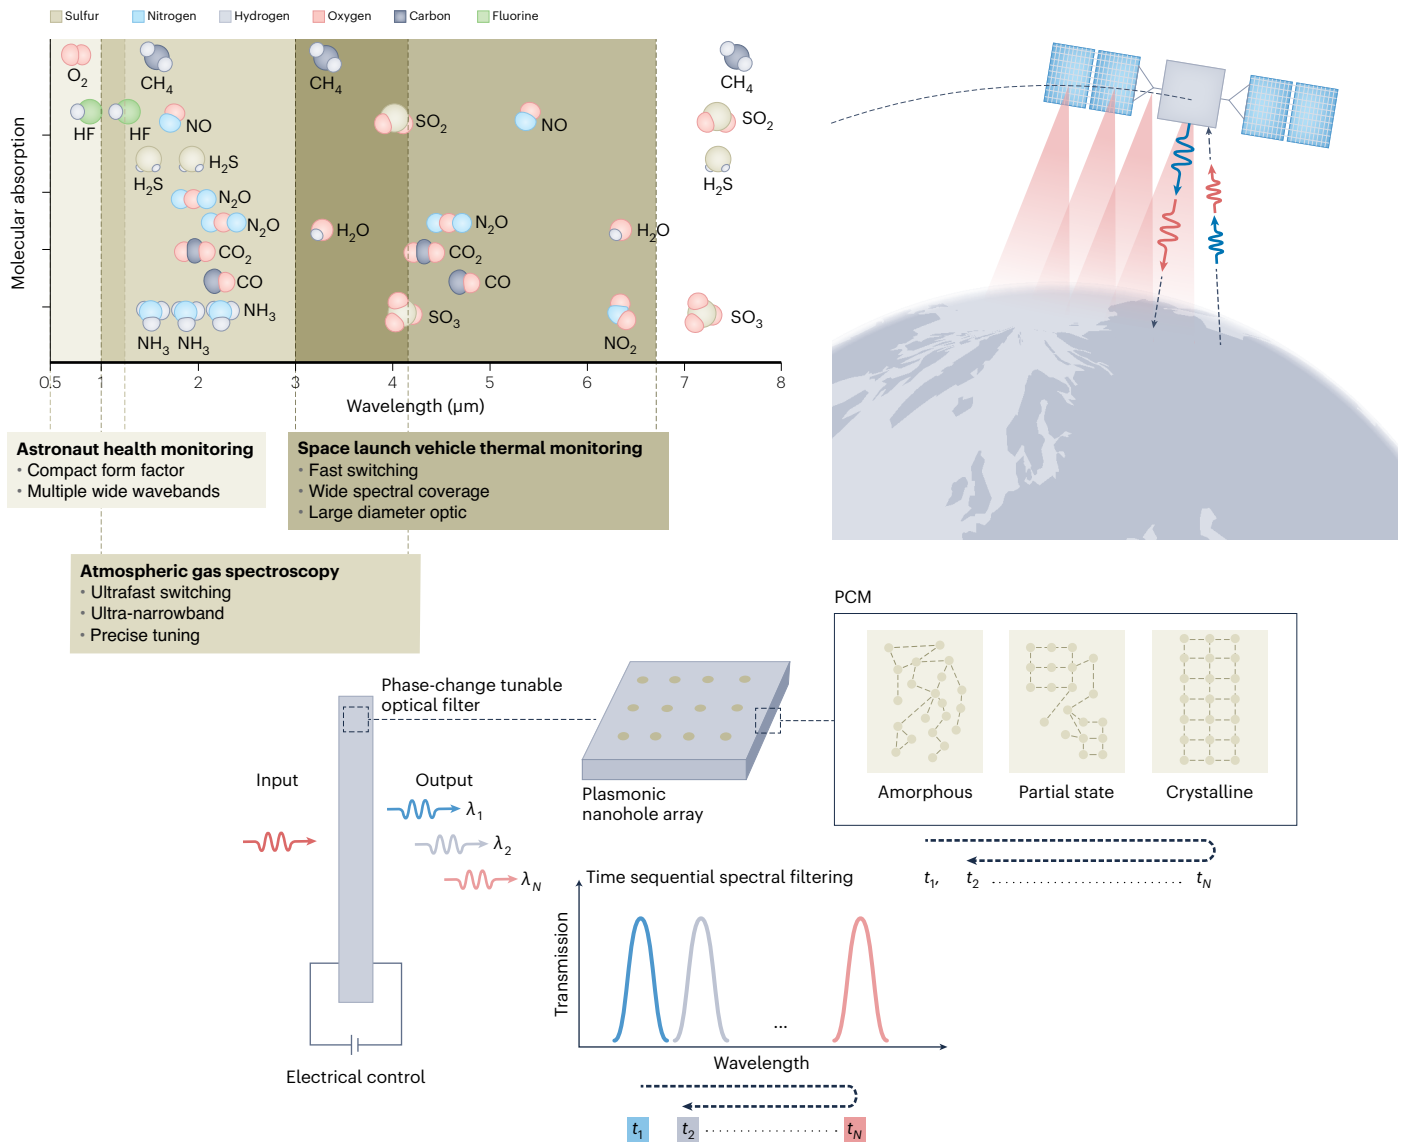 Sulfur Nitrogen Hydrogen Oxygen Carbon Fluorine
Molecular absorption
O2 CH4 CH4 CH4
HF HF NO SO2 NO SO2
H2S H2S H2S
N2O
N2O N2O
H2O H2O
CO2 CO2
CO CO
NH3 SO3 SO3
NH3 NH3 NO2
0.5 1 2 3 4 5 6 7 8
Wavelength (μm)
Astronaut health monitoring
• Compact form factor
• Multiple wide wavebands
Space launch vehicle thermal monitoring
• Fast switching
• Wide spectral coverage
• Large diameter optic
Atmospheric gas spectroscopy
• Ultrafast switching
• Ultra-narrowband
• Precise tuning
PCM
Amorphous Partial state Crystalline
t1, t2 ........ tN
Phase-change tunable
optical filter
Plasmonic
nanohole array
Input
Output
λ1
λ2
λN
Electrical control
Time sequential spectral filtering
Transmission
...
Wavelength
t1 t2 ........ tN